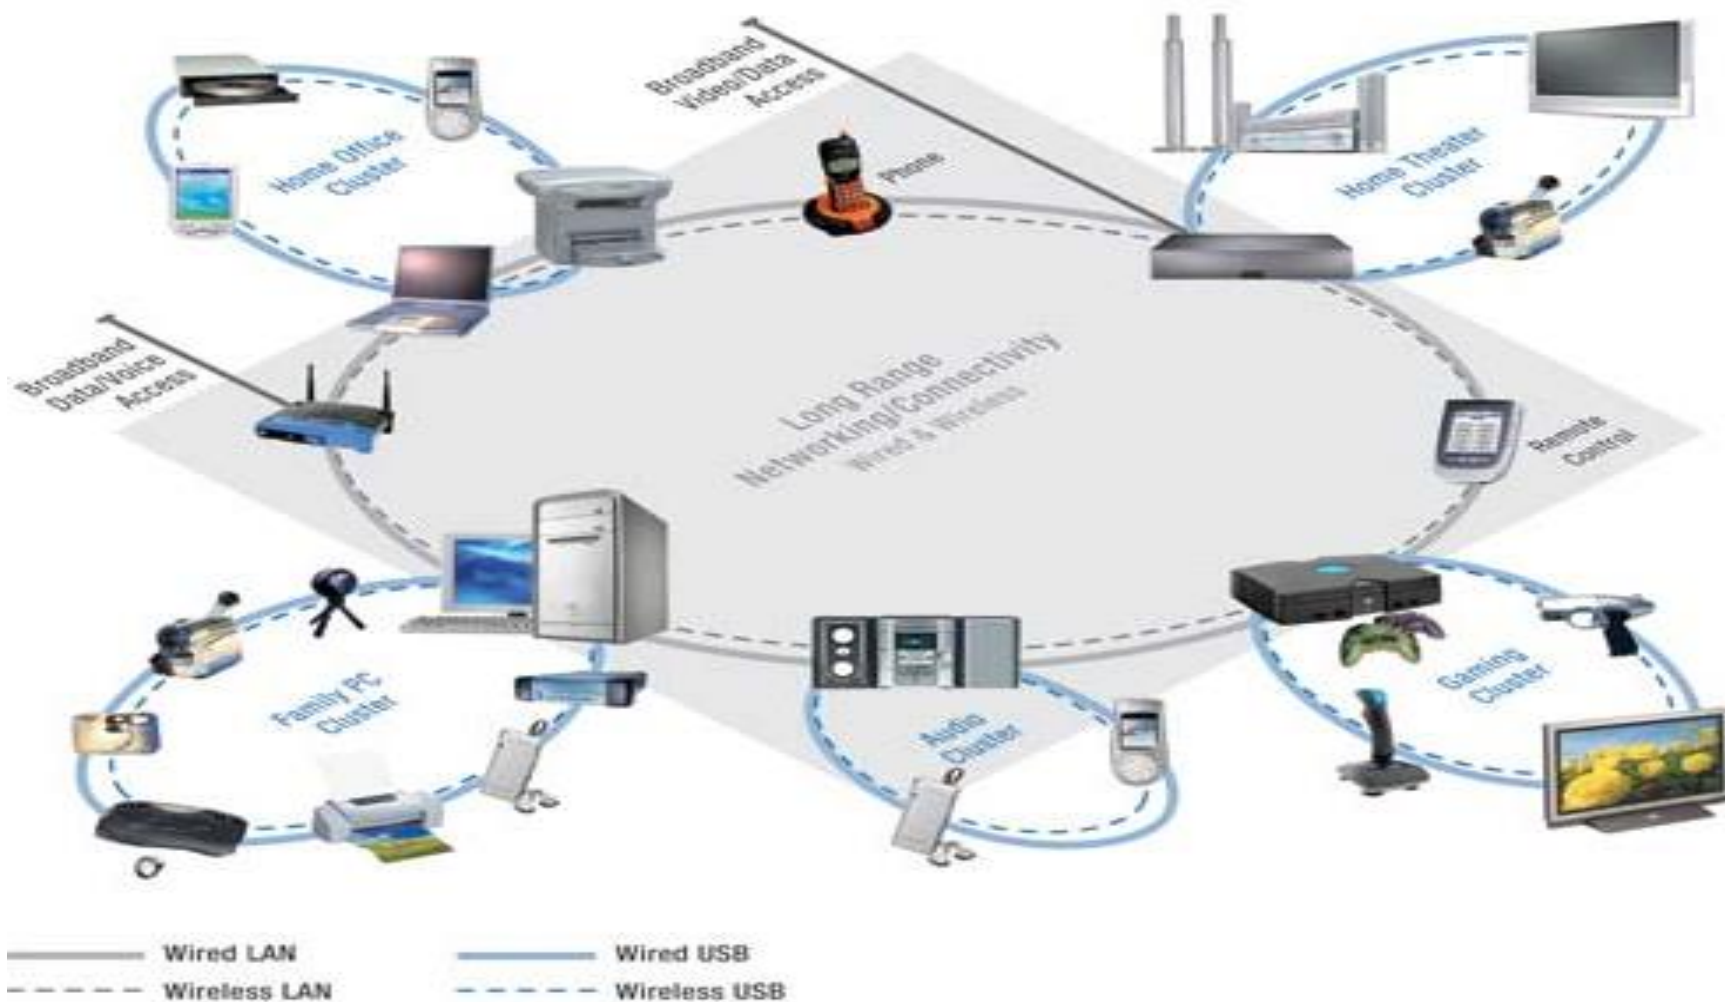 Broadband
Video/Data
Access
Phone
Home Office
Cluster
Home Theater
Cluster
Broadband
Data/Voice
Access
Long Range
Networking/Connectivity
Wired & Wireless
Remote
Control
Family PC
Cluster
Audio
Cluster
Gaming
Cluster
Wired LAN
Wired USB
Wireless LAN
Wireless USB